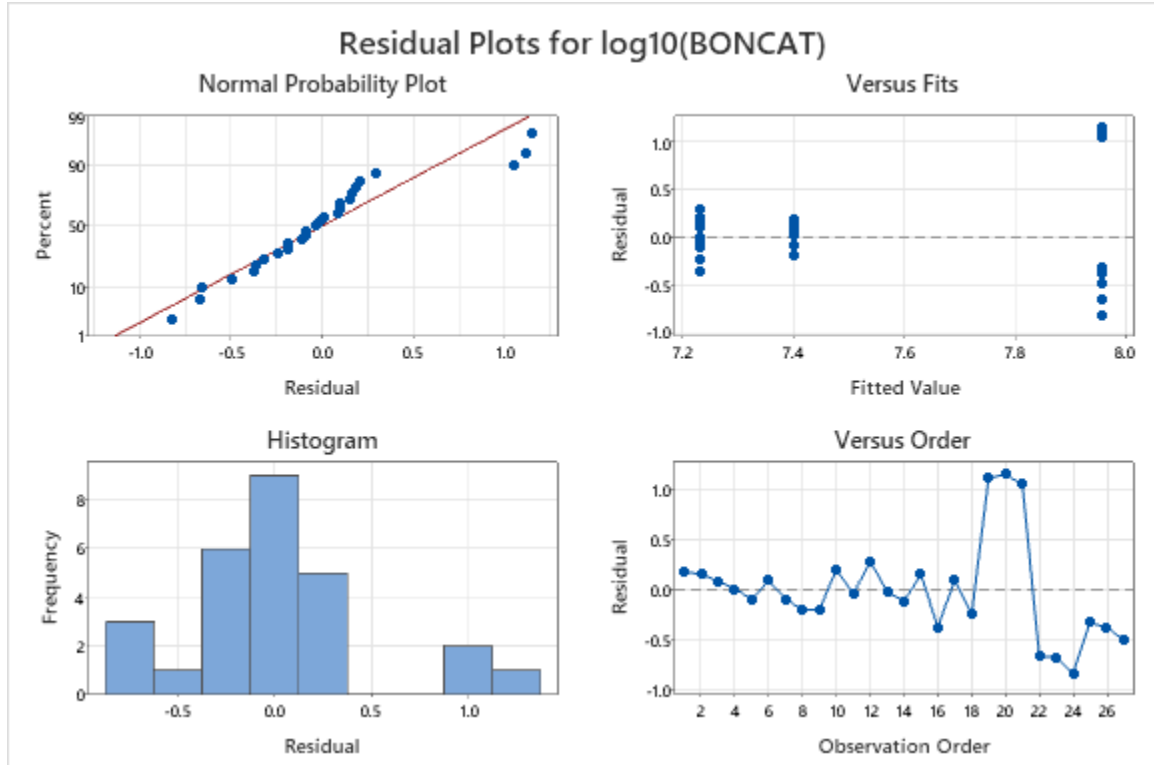 Residual Plots for log10(BONCAT)
Normal Probability Plot
99
90
50
10
1
Percent
-1.0 -0.5 0.0 0.5 1.0
Residual
Versus Fits
1.0
0.5
0.0
-0.5
-1.0
Residual
7.2 7.4 7.6 7.8 8.0
Fitted Value
Histogram
8
6
4
2
0
Frequency
-0.5 0.0 0.5 1.0
Residual
Versus Order
1.0
0.5
0.0
-0.5
-1.0
Residual
2 4 6 8 10 12 14 16 18 20 22 24 26
Observation Order